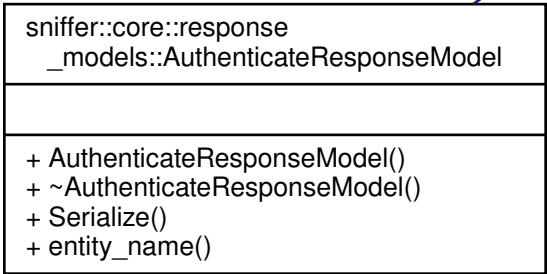 sniffer::core::response
_models::AuthenticateResponseModel
+ AuthenticateResponseModel()
+ ~AuthenticateResponseModel()
+ Serialize()
+ entity_name()